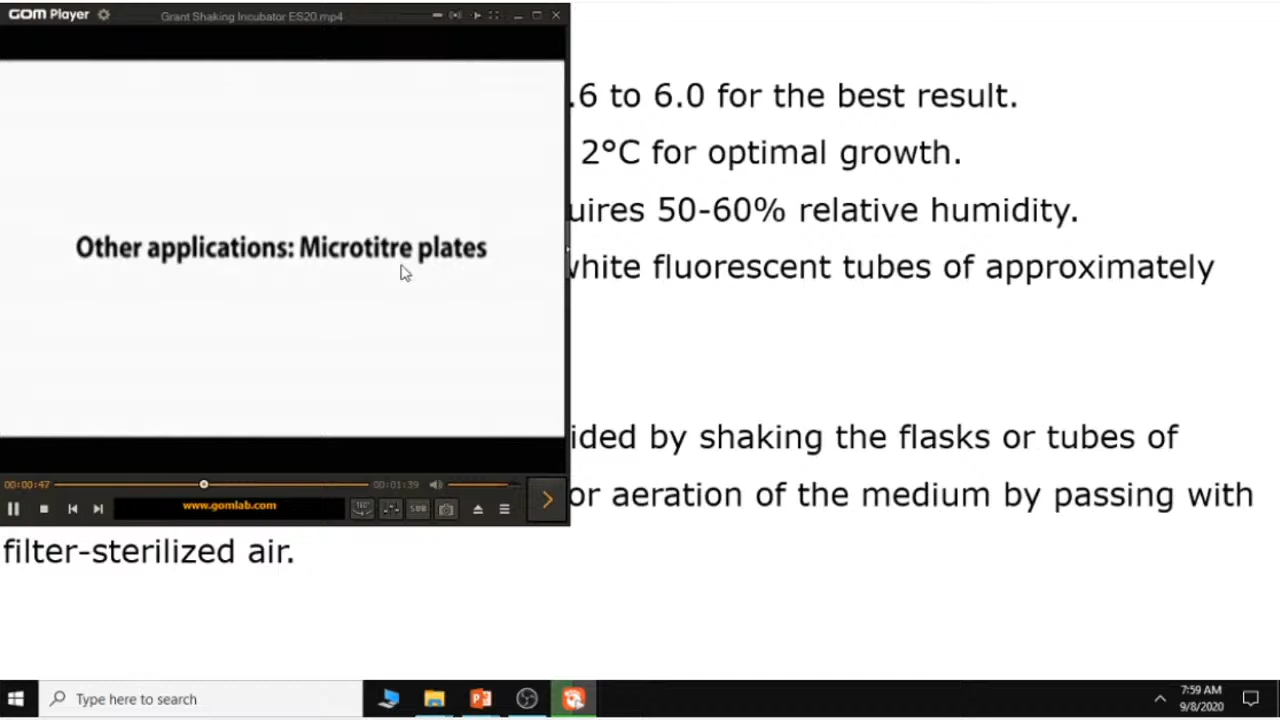 GOM Player
Grant Shaking Incubator ES20.mp4
.6 to 6.0 for the best result.
2°C for optimal growth.
uires 50-60% relative humidity.
Other applications: Microtitre plates
white fluorescent tubes of approximately
ided by shaking the flasks or tubes of
00:00:47
00:01:39
or aeration of the medium by passing with
www.gomlab.com
360°
SUB
filter-sterilized air.
Type here to search
7:59 AM
9/8/2020